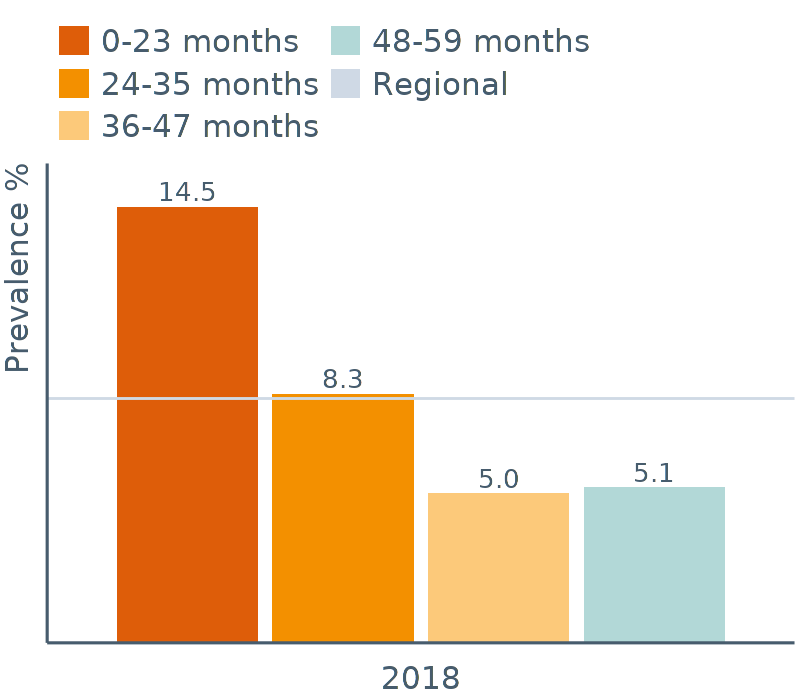 0-23 months
24-35 months
36-47 months
48-59 months
Regional
Prevalence %
14.5
8.3
5.0
5.1
2018